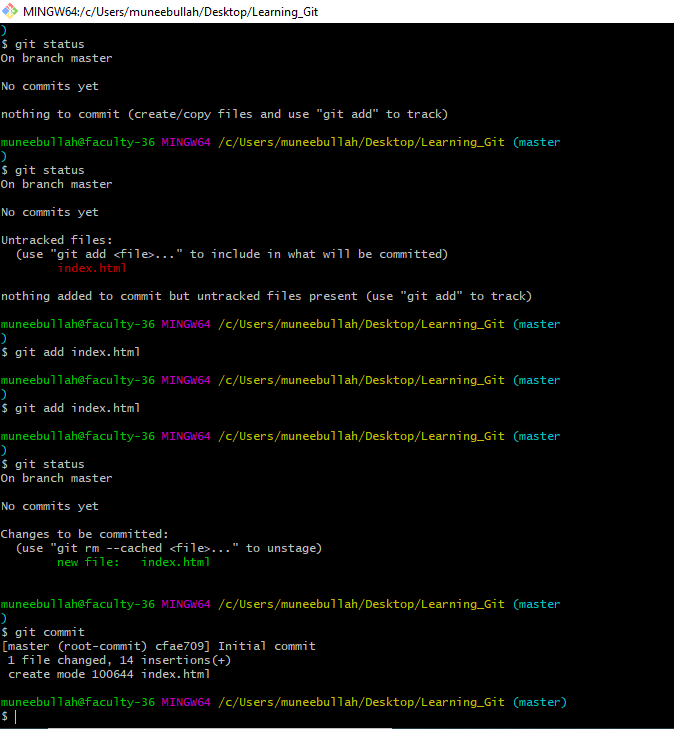 MINGW64:/c/Users/muneebullah/Desktop/Learning_Git
)
$ git status
On branch master
No commits yet
nothing to commit (create/copy files and use "git add" to track)
muneebullah@faculty-36 MINGW64 /c/Users/muneebullah/Desktop/Learning_Git (master
)
$ git status
On branch master
No commits yet
Untracked files:
  (use "git add <file>..." to include in what will be committed)
        index.html
nothing added to commit but untracked files present (use "git add" to track)
muneebullah@faculty-36 MINGW64 /c/Users/muneebullah/Desktop/Learning_Git (master
)
$ git add index.html
muneebullah@faculty-36 MINGW64 /c/Users/muneebullah/Desktop/Learning_Git (master
)
$ git add index.html
muneebullah@faculty-36 MINGW64 /c/Users/muneebullah/Desktop/Learning_Git (master
)
$ git status
On branch master
No commits yet
Changes to be committed:
  (use "git rm --cached <file>..." to unstage)
        new file:   index.html
muneebullah@faculty-36 MINGW64 /c/Users/muneebullah/Desktop/Learning_Git (master
)
$ git commit
[master (root-commit) cfae709] Initial commit
 1 file changed, 14 insertions(+)
 create mode 100644 index.html
muneebullah@faculty-36 MINGW64 /c/Users/muneebullah/Desktop/Learning_Git (master)
$